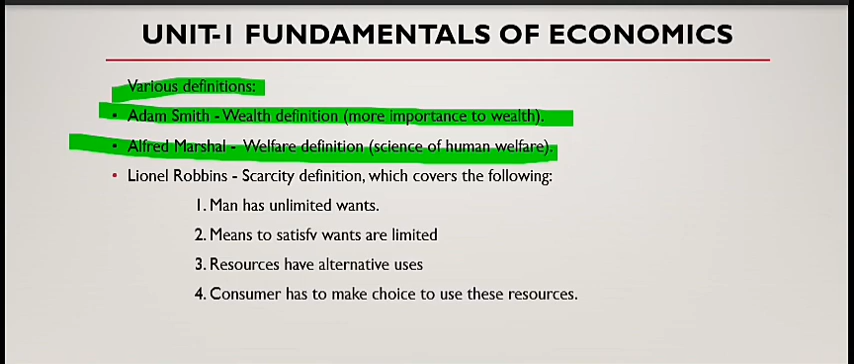 UNIT-1 FUNDAMENTALS OF ECONOMICS
Various definitions:
• Adam Smith - Wealth definition (more importance to wealth).
• Alfred Marshal - Welfare definition (science of human welfare).
• Lionel Robbins - Scarcity definition, which covers the following:
1. Man has unlimited wants.
2. Means to satisfy wants are limited
3. Resources have alternative uses
4. Consumer has to make choice to use these resources.